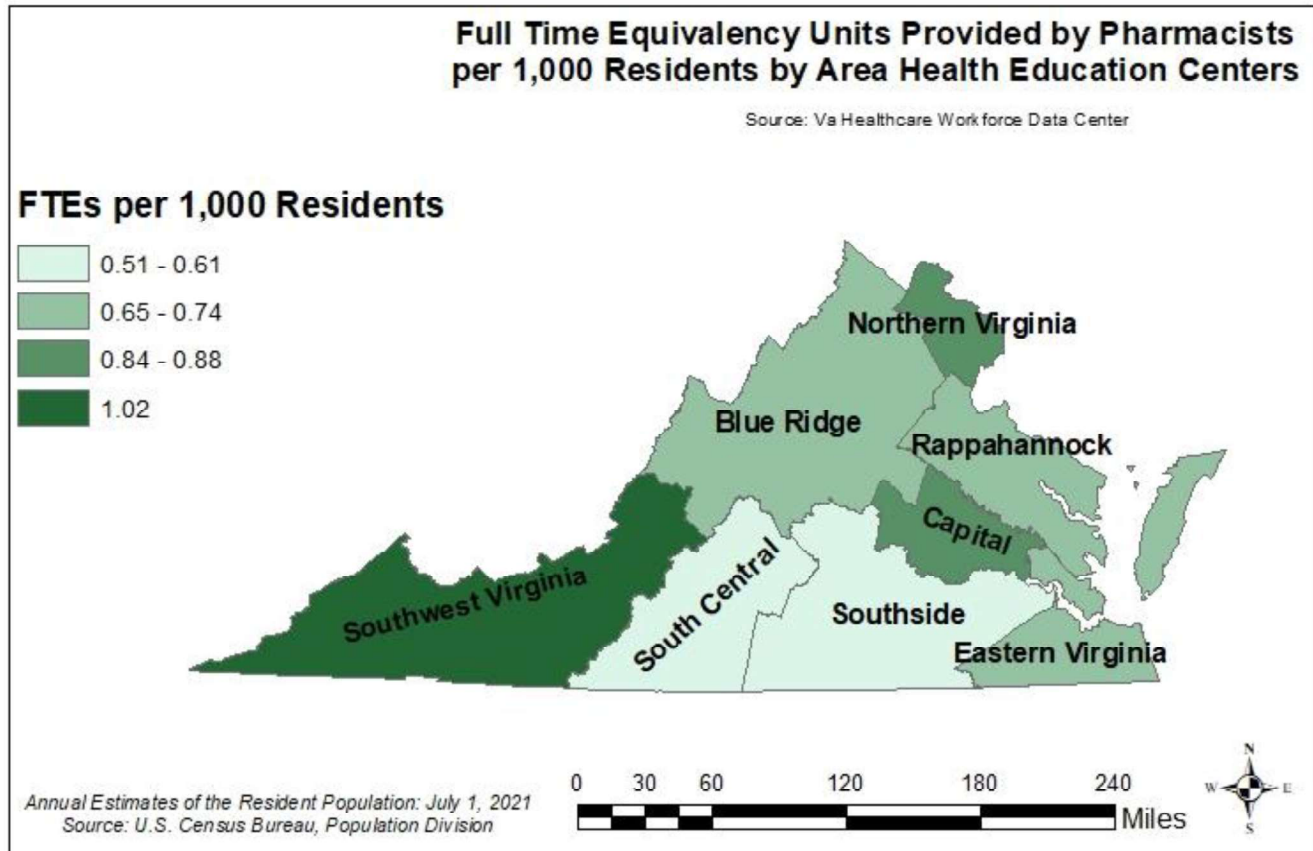 Full Time Equivalency Units Provided by Pharmacists
per 1,000 Residents by Area Health Education Centers
Source: Va Healthcare Workforce Data Center
FTEs per 1,000 Residents
0.51 - 0.61
0.65 - 0.74
0.84 - 0.88
1.02
Northern Virginia
Blue Ridge
Rappahannock
Capital
Southwest Virginia
South Central
Southside
Eastern Virginia
Annual Estimates of the Resident Population: July 1, 2021
Source: U.S. Census Bureau, Population Division
0 30 60 120 180 240
Miles
N
W E
S